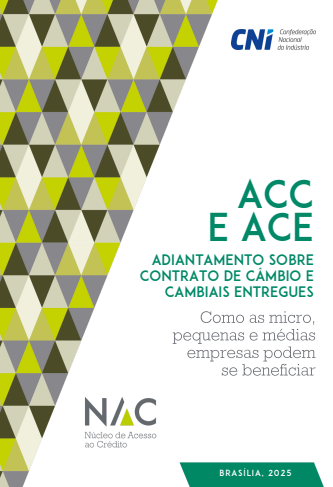 CNI
Confederação
Nacional
da Indústria
ACC
E ACE
ADIANTAMENTO SOBRE
CONTRATO DE CÂMBIO E
CAMBIAIS ENTREGUES
Como as micro,
pequenas e médias
empresas podem
se beneficiar
NAC
Núcleo de Acesso
ao Crédito
BRASÍLIA, 2025